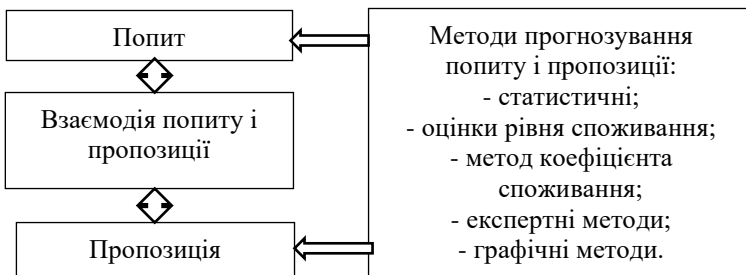 Попит
Взаємодія попиту і
пропозиції
Пропозиція
Методи прогнозування
попиту і пропозиції:
- статистичні;
- оцінки рівня споживання;
- метод коефіцієнта
споживання;
- експертні методи;
- графічні методи.